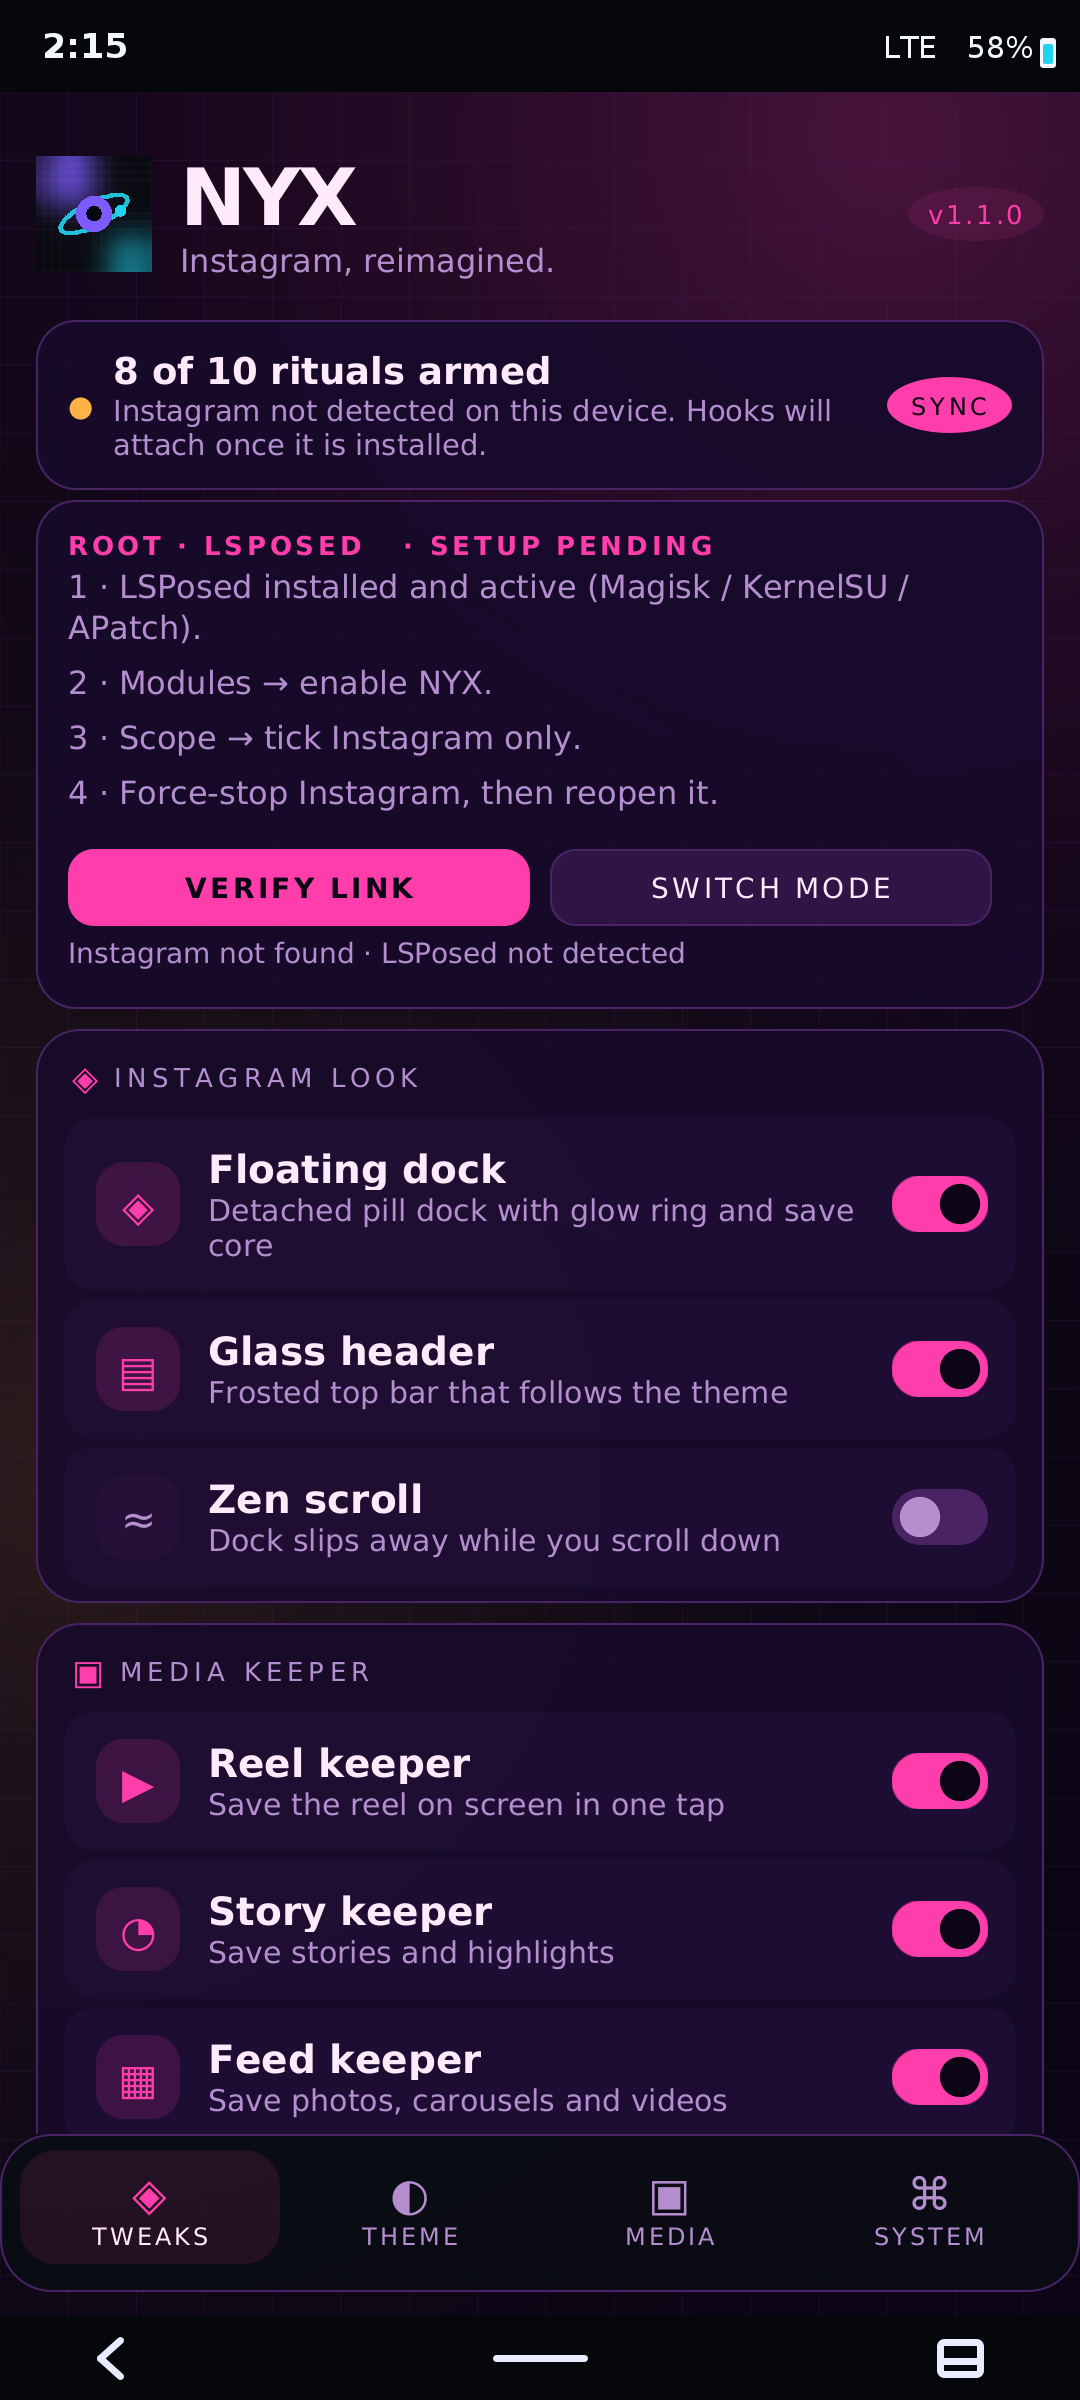 2:15
LTE 58%
NYX
Instagram, reimagined.
v1.1.0
8 of 10 rituals armed
Instagram not detected on this device. Hooks will
attach once it is installed.
SYNC
ROOT · LSPOSED · SETUP PENDING
1 · LSPosed installed and active (Magisk / KernelSU /
APatch).
2 · Modules → enable NYX.
3 · Scope → tick Instagram only.
4 · Force-stop Instagram, then reopen it.
VERIFY LINK
SWITCH MODE
Instagram not found · LSPosed not detected
INSTAGRAM LOOK
Floating dock
Detached pill dock with glow ring and save
core
Glass header
Frosted top bar that follows the theme
Zen scroll
Dock slips away while you scroll down
MEDIA KEEPER
Reel keeper
Save the reel on screen in one tap
Story keeper
Save stories and highlights
Feed keeper
Save photos, carousels and videos
TWEAKS
THEME
MEDIA
SYSTEM